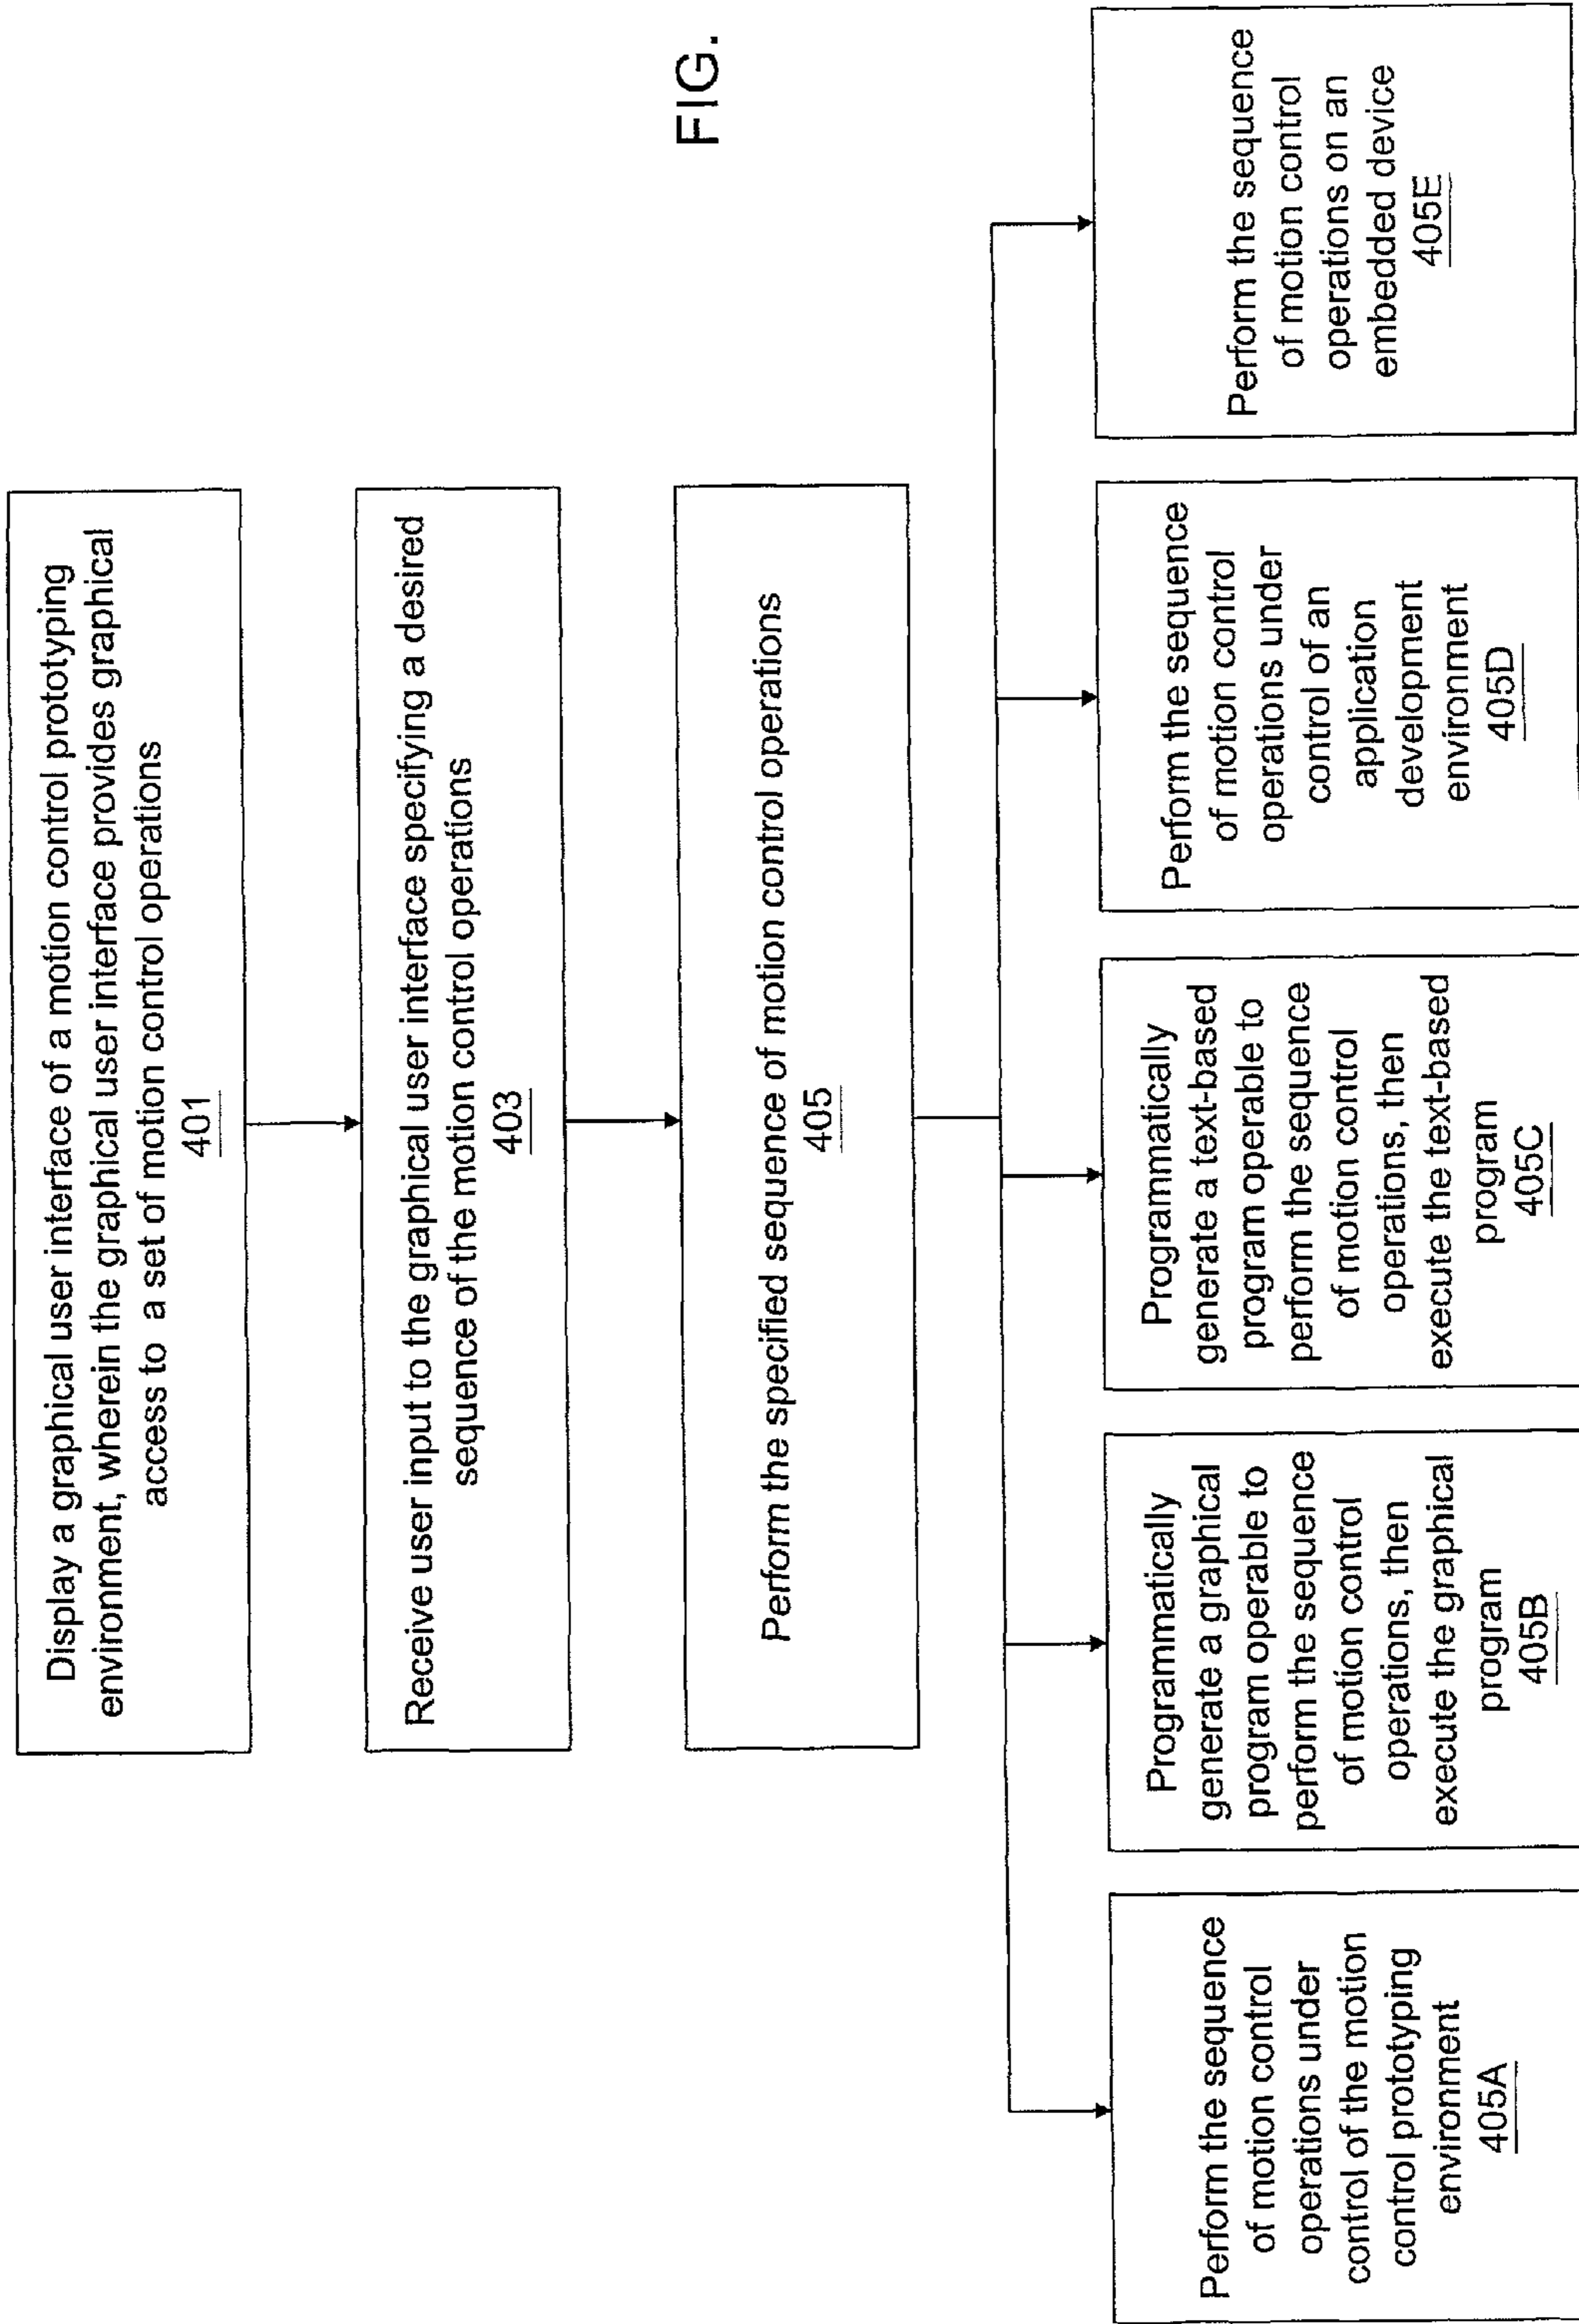 Display a graphical user interface of a motion control prototyping
environment, wherein the graphical user interface provides graphical
access to a set of motion control operations
401
Receive user input to the graphical user interface specifying a desired
sequence of the motion control operations
403
Perform the specified sequence of motion control operations
405
FIG.
Perform the sequence
of motion control
operations under
control of the motion
control prototyping
environment
405A
Programmatically
generate a graphical
program operable to
perform the sequence
of motion control
operations, then
execute the graphical
program
405B
Programmatically
generate a text-based
program operable to
perform the sequence
of motion control
operations, then
execute the text-based
program
405C
Perform the sequence
of motion control
operations under
control of an
application
development
environment
405D
Perform the sequence
of motion control
operations on an
embedded device
405E